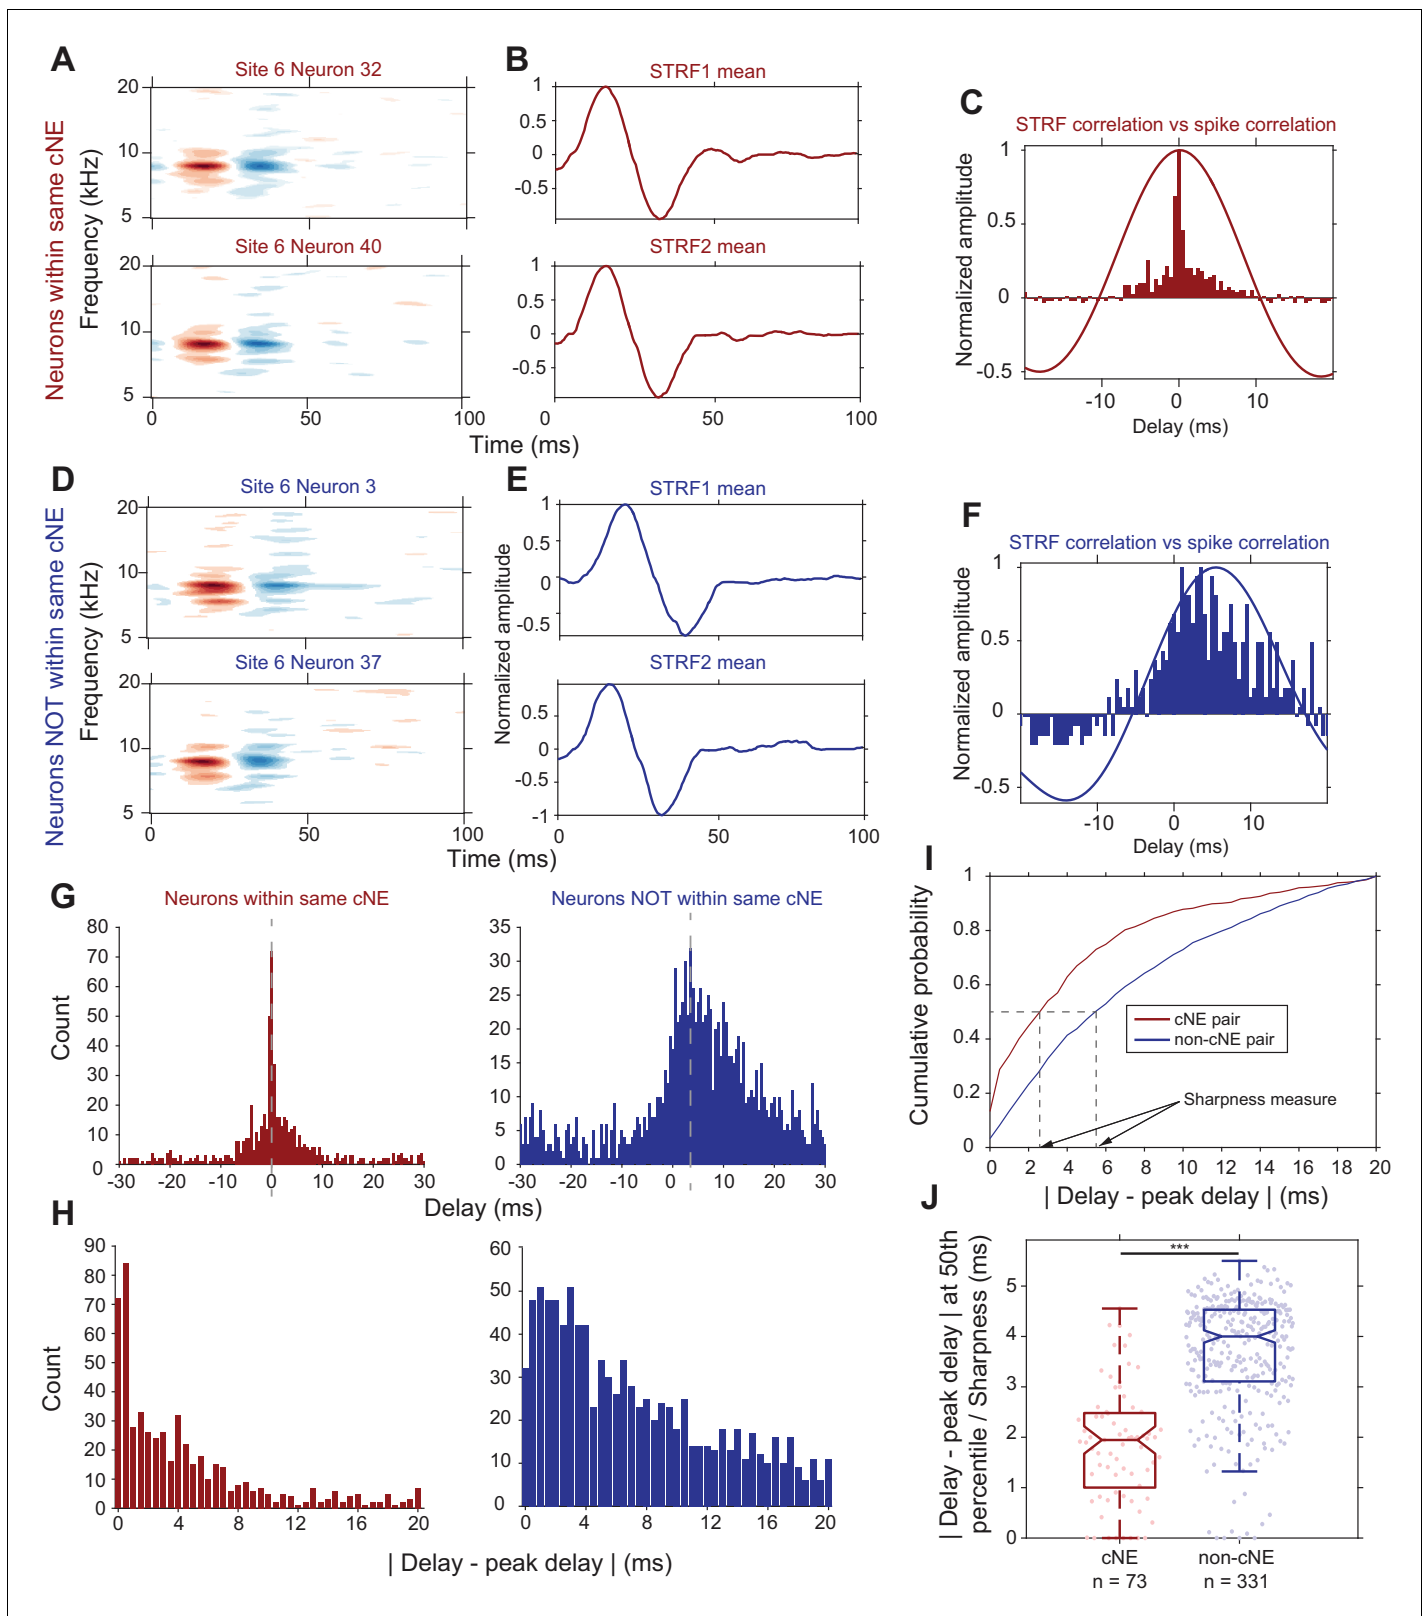 A
Site 6 Neuron 32
20
10
5
Site 6 Neuron 40
20
10
5
0
50
100
Neurons within same cNE
Frequency (kHz)
B
STRF1 mean
1
0.5
0
-0.5
STRF2 mean
1
0.5
0
-0.5
0
50
100
Time (ms)
C
STRF correlation vs spike correlation
Normalized amplitude
1
0.5
0
-0.5
-10
0
10
Delay (ms)
D
Site 6 Neuron 3
20
10
5
Site 6 Neuron 37
20
10
5
0
50
100
Neurons NOT within same cNE
Frequency (kHz)
E
STRF1 mean
1
0.5
0
-0.5
STRF2 mean
0.5
0
-0.5
-1
0
50
100
Normalized amplitude
Time (ms)
F
STRF correlation vs spike correlation
Normalized amplitude
1
0.5
0
-0.5
-10
0
10
Delay (ms)
G
Neurons within same cNE
Count
80
70
60
50
40
30
20
10
0
-30
-20
-10
0
10
20
30
Neurons NOT within same cNE
35
30
25
20
15
10
5
0
-30
-20
-10
0
10
20
30
Delay (ms)
H
Count
90
80
70
60
50
40
30
20
10
0
0
4
8
12
16
20
60
50
40
30
20
10
0
0
4
8
12
16
20
| Delay - peak delay | (ms)
I
Cumulative probability
1
0.8
0.6
0.4
0.2
0
cNE pair
non-cNE pair
Sharpness measure
0
2
4
6
8
10
12
14
16
18
20
| Delay - peak delay | (ms)
J
| Delay - peak delay | at 50th
percentile / Sharpness (ms)
5
4
3
2
1
0
***
cNE
n = 73
non-cNE
n = 331